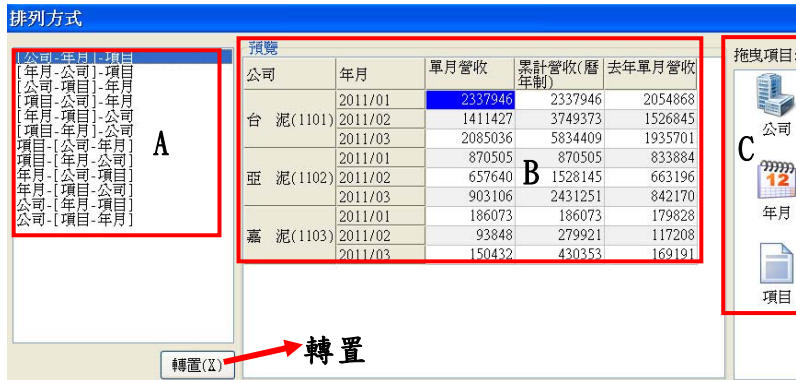 排列方式
[公司-年月]-項目
[年月-公司]-項目
[公司-項目]-年月
[項目-公司]-年月
[年月-項目]-公司
[項目-年月]-公司
項目-[公司-年月]
項目-[年月-公司]
年月-[公司-項目]
年月-[項目-公司]
公司-[年月-項目]
公司-[項目-年月]
A
轉置(X)
轉置
預覽
公司 年月 單月營收 累計營收(曆年制) 去年單月營收
台 泥(1101) 2011/01 2337946 2337946 2054868
2011/02 1411427 3749373 1526845
2011/03 2085036 5834409 1935701
亞 泥(1102) 2011/01 870505 870505 833884
2011/02 657640 1528145 663196
2011/03 903106 2431251 842170
嘉 泥(1103) 2011/01 186073 186073 179828
2011/02 93848 279921 117208
2011/03 150432 430353 169191
B
拖曳項目:
公司
C
12
年月
項目